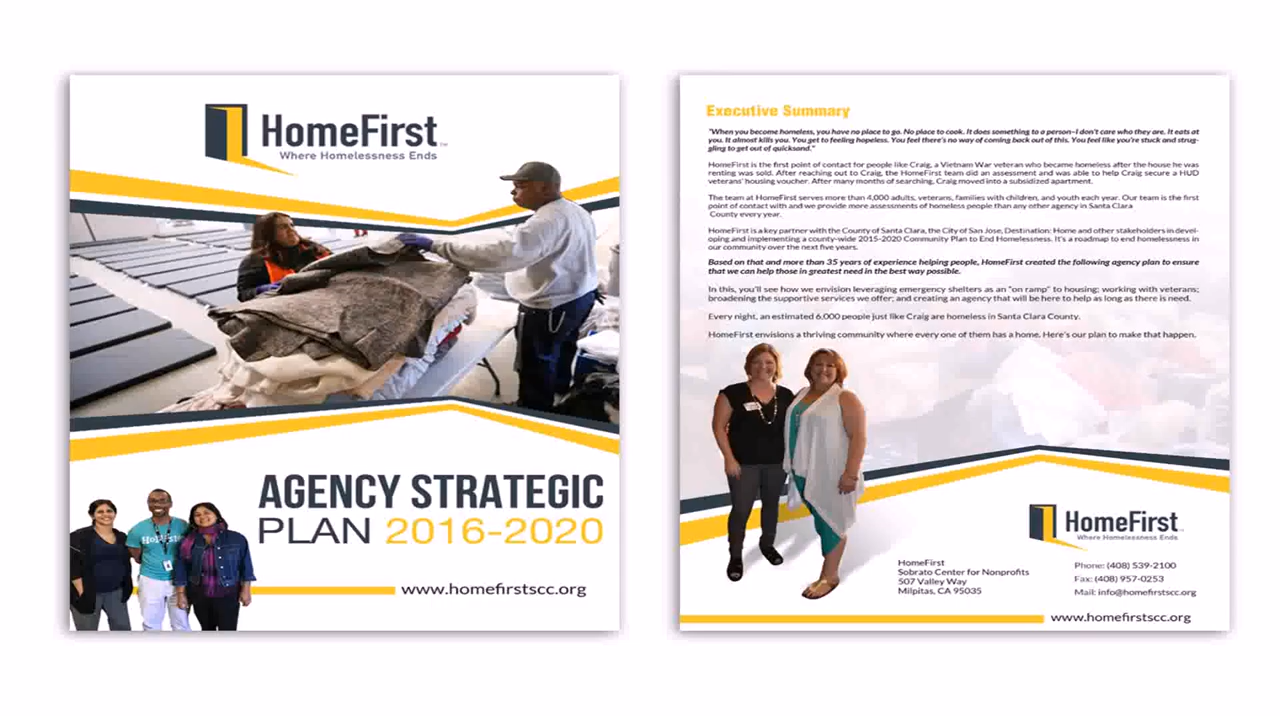 HomeFirst™
Where Homelessness Ends
AGENCY STRATEGIC
PLAN 2016-2020
www.homefirstscc.org
Executive Summary
"When you become homeless, you have no place to go. No place to cook. It does something to a person—I don't care who they are. It eats at
you. It almost kills you. You get to feeling hopeless. You feel there's no way of coming back out of this. You feel like you're stuck and strug-
gling to get out of quicksand."
HomeFirst is the first point of contact for people like Craig, a Vietnam War veteran who became homeless after the house he was
renting was sold. After reaching out to Craig, the HomeFirst team did an assessment and was able to help Craig secure a HUD
veterans' housing voucher. After many months of searching, Craig moved into a subsidized apartment.
The team at HomeFirst serves more than 4,000 adults, veterans, families with children, and youth each year. Our team is the first
point of contact with and we provide more assessments of homeless people than any other agency in Santa Clara
County every year.
HomeFirst is a key partner with the County of Santa Clara, the City of San Jose, Destination: Home and other stakeholders in devel-
oping and implementing a county-wide 2015-2020 Community Plan to End Homelessness. It's a roadmap to end homelessness in
our community over the next five years.
Based on that and more than 35 years of experience helping people, HomeFirst created the following agency plan to ensure
that we can help those in greatest need in the best way possible.
In this, you'll see how we envision leveraging emergency shelters as an "on ramp" to housing; working with veterans;
broadening the supportive services we offer; and creating an agency that will be here to help as long as there is need.
Every night, an estimated 6,000 people just like Craig are homeless in Santa Clara County.
HomeFirst envisions a thriving community where every one of them has a home. Here's our plan to make that happen.
HomeFirst
Where Homelessness Ends
HomeFirst
Sobrato Center for Nonprofits
507 Valley Way
Milpitas, CA 95035
Phone: (408) 539-2100
Fax: (408) 957-0253
Mail: info@homefirstscc.org
www.homefirstscc.org